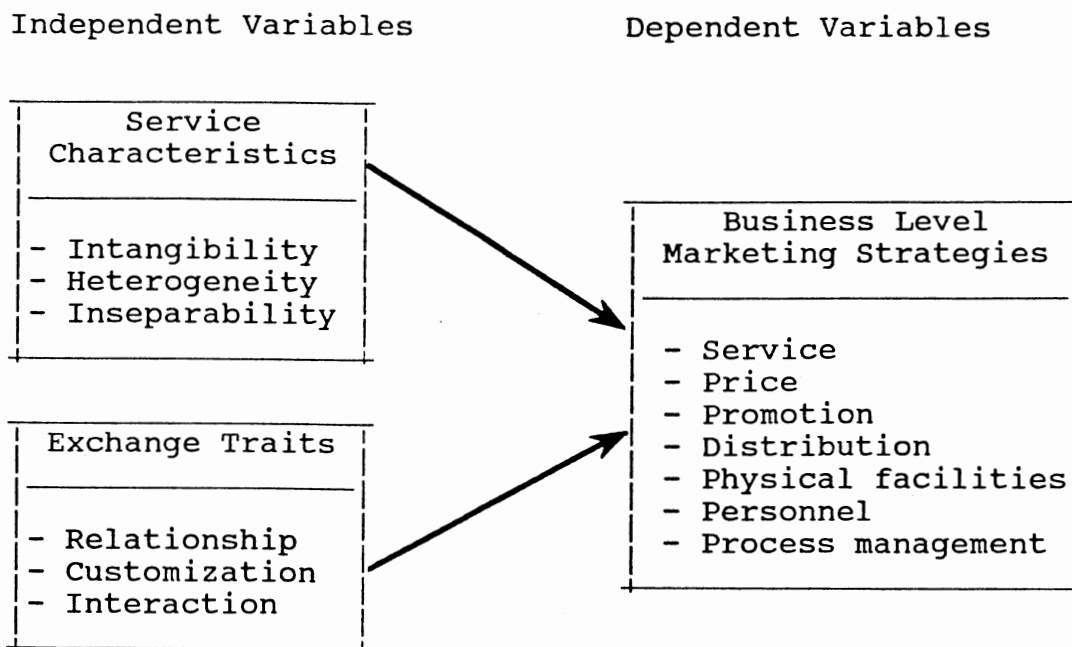 Independent Variables
Dependent Variables
Service
Characteristics
- Intangibility
- Heterogeneity
- Inseparability
Exchange Traits
- Relationship
- Customization
- Interaction
Business Level
Marketing Strategies
- Service
- Price
- Promotion
- Distribution
- Physical facilities
- Personnel
- Process management